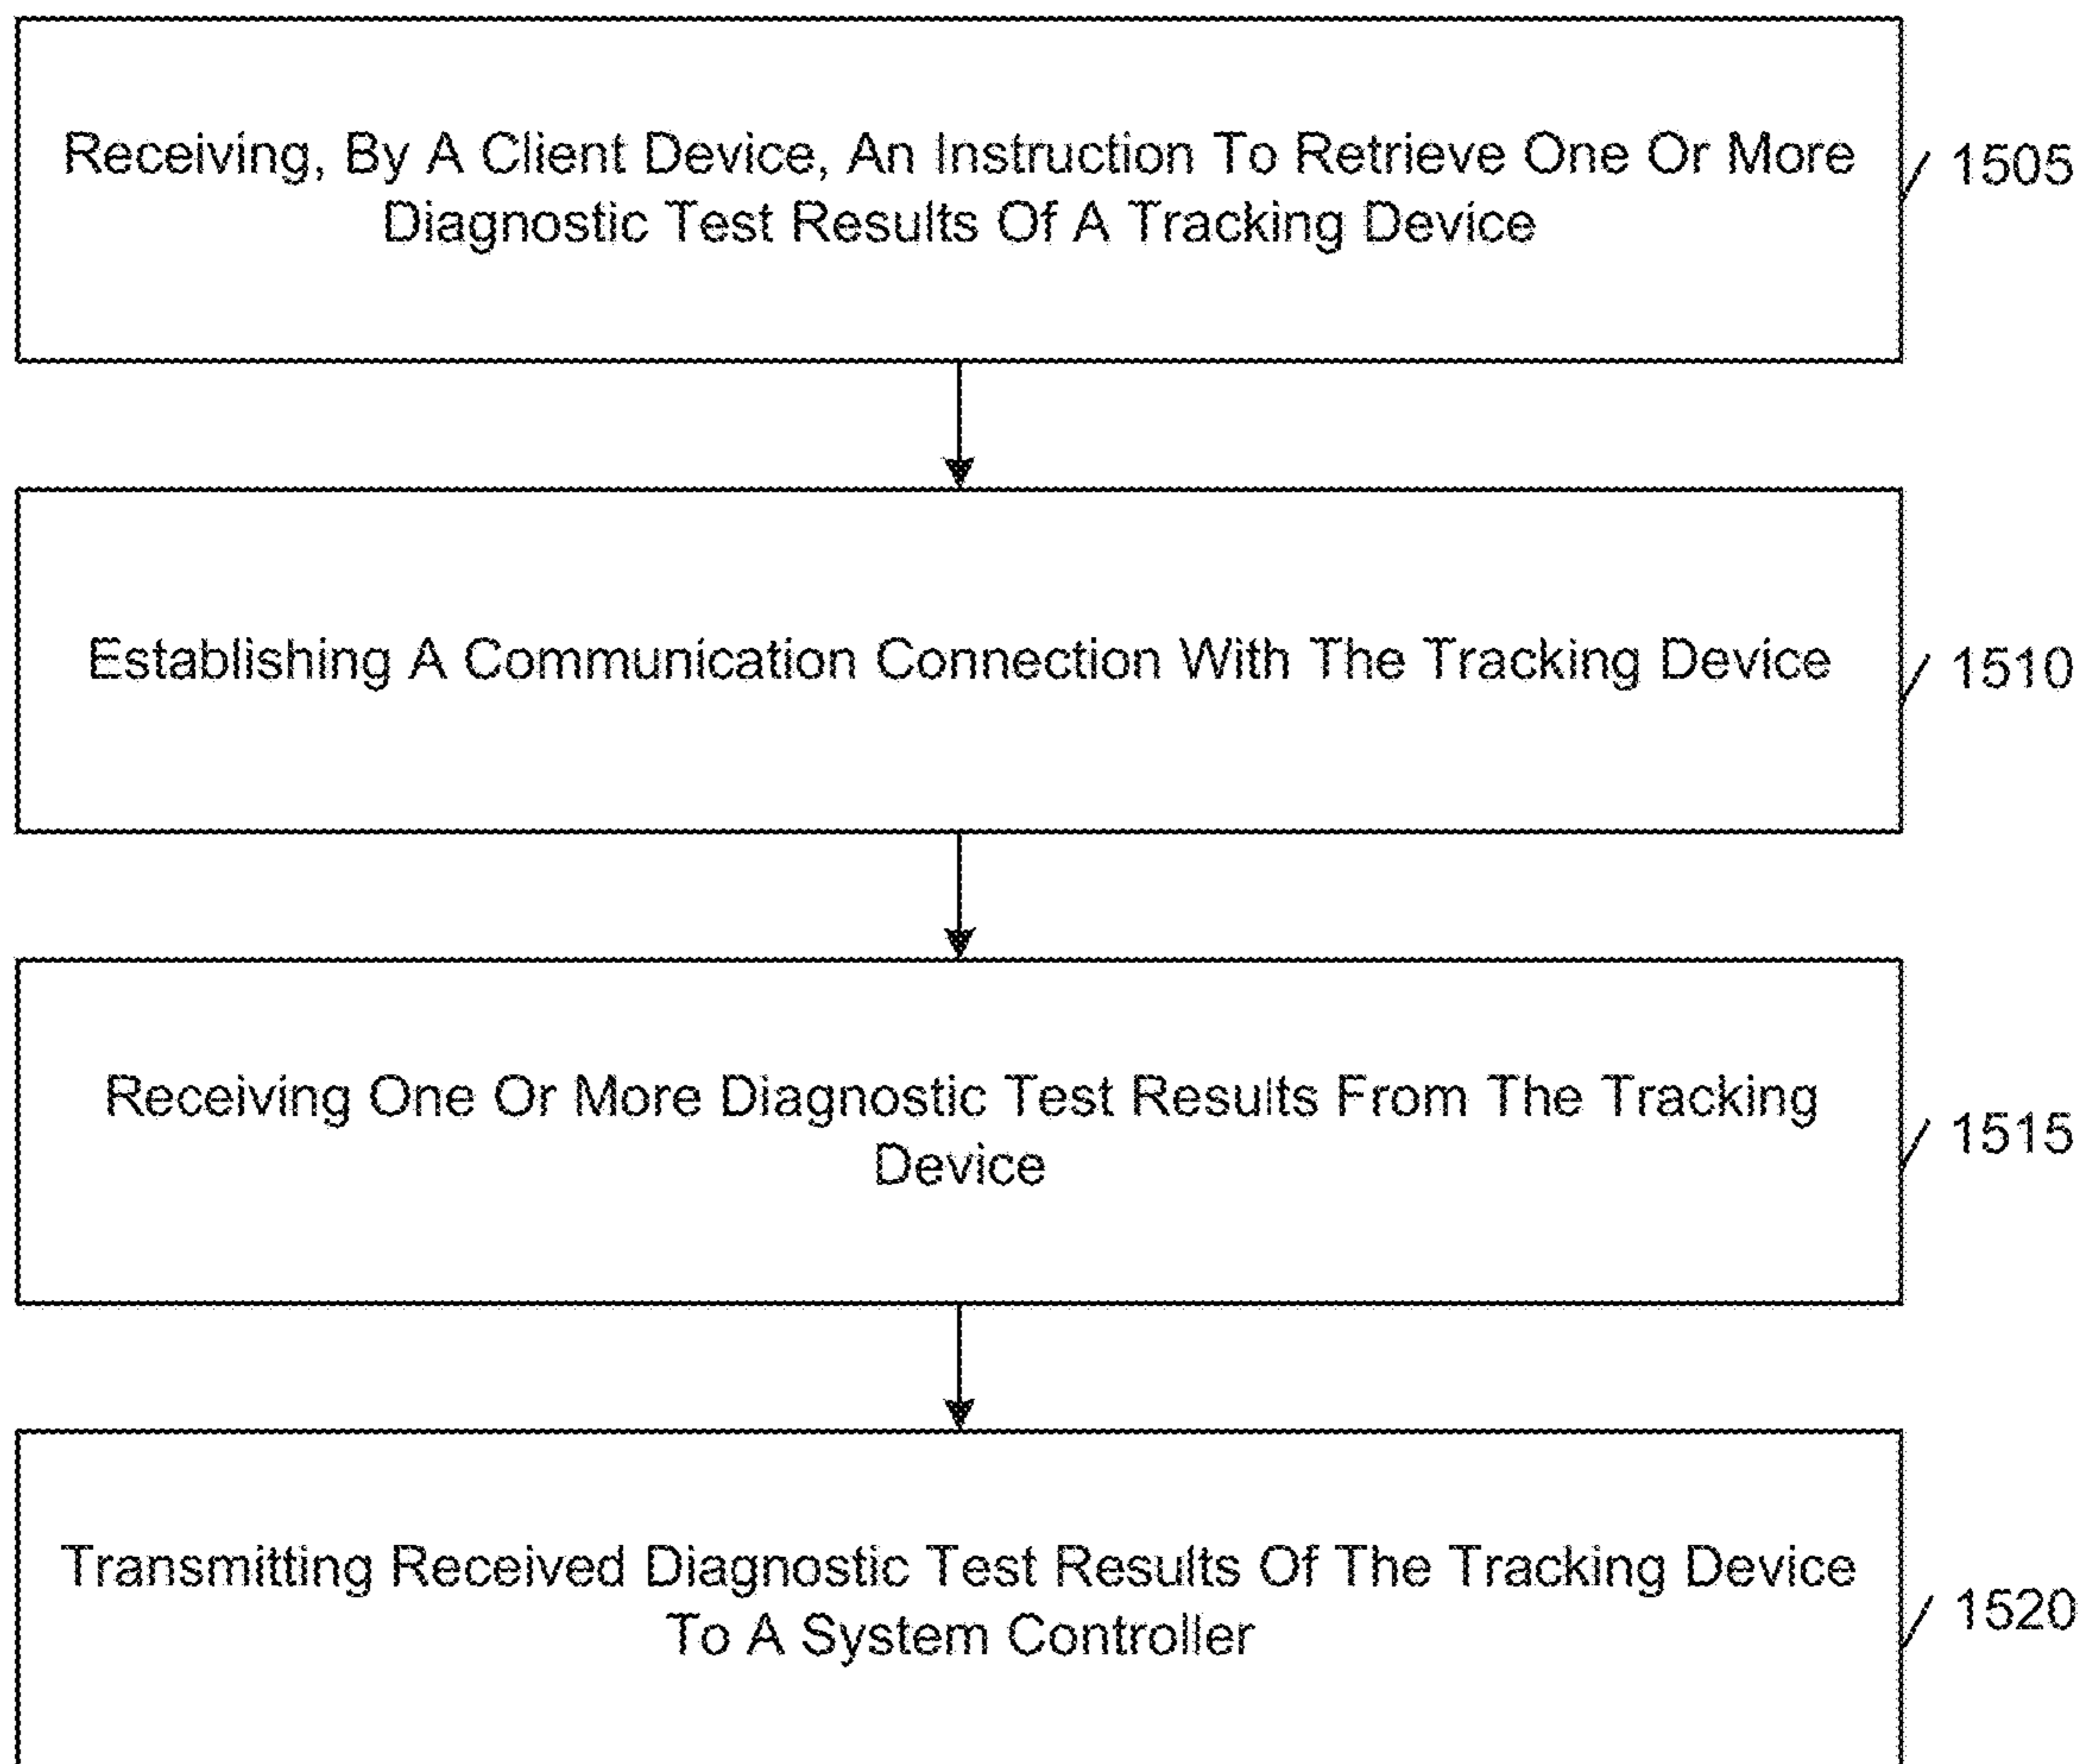 Receiving, By A Client Device, An Instruction To Retrieve One Or More
Diagnostic Test Results Of A Tracking Device
1505
Establishing A Communication Connection With The Tracking Device
1510
Receiving One Or More Diagnostic Test Results From The Tracking
Device
1515
Transmitting Received Diagnostic Test Results Of The Tracking Device
To A System Controller
1520